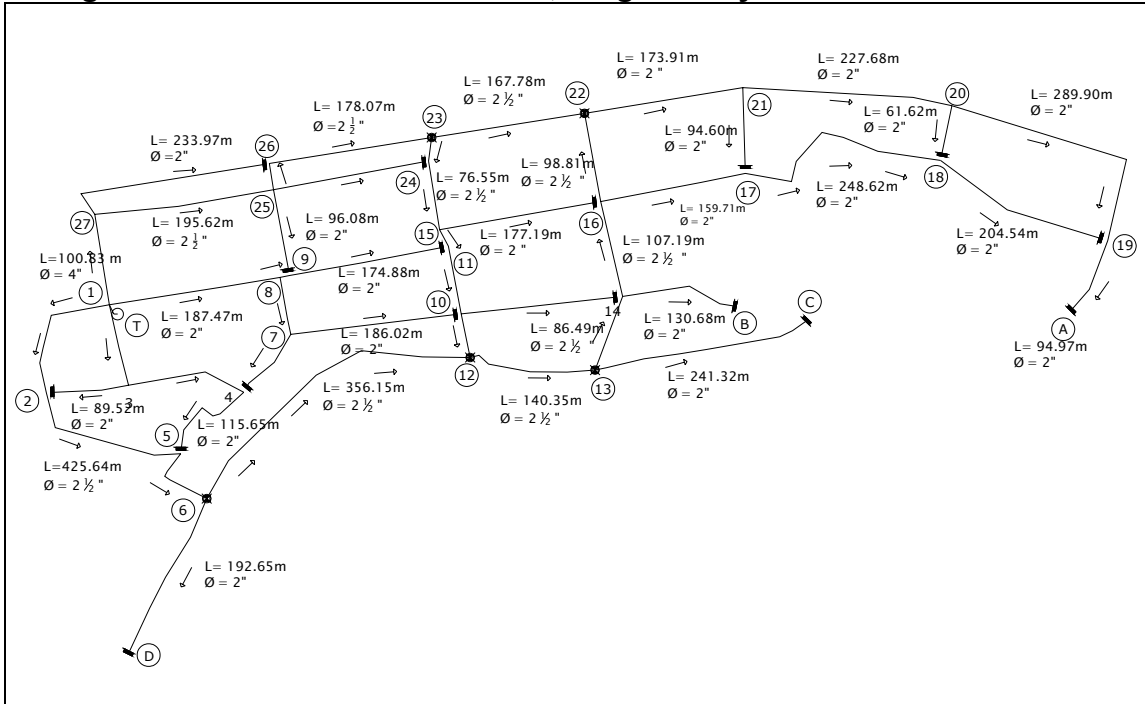 L= 173.91m
Ø = 2 "
L= 227.68m
Ø = 2"
L= 167.78m
Ø = 2 ½ "
22
20
L= 289.90m
Ø = 2"
L= 178.07m
Ø =2 ½ "
23
21
L= 61.62m
Ø = 2"
L= 233.97m
Ø =2"
26
L= 94.60m
Ø = 2"
24
L= 98.81m
Ø = 2 ½ "
L= 76.55m
Ø = 2 ½ "
17
18
L= 248.62m
Ø = 2"
27
L= 195.62m
Ø = 2 ½ "
25
L= 96.08m
Ø = 2"
15
L= 177.19m
Ø = 2 "
16
L= 159.71m
Ø = 2"
L= 204.54m
Ø = 2"
19
L=100.83 m
Ø = 4"
9
11
L= 107.19m
Ø = 2 ½ "
L= 174.88m
Ø = 2"
1
8
T
L= 187.47m
Ø = 2"
7
10
14
B
C
A
L= 186.02m
Ø = 2"
L= 86.49m
Ø = 2 ½ "
L= 130.68m
Ø = 2"
L= 94.97m
Ø = 2"
2
3
4
12
13
L= 356.15m
Ø = 2 ½ "
L= 241.32m
Ø = 2"
L= 89.52m
Ø = 2"
L= 140.35m
Ø = 2 ½ "
5
L= 115.65m
Ø = 2"
L=425.64m
Ø = 2 ½ "
6
L= 192.65m
Ø = 2"
D